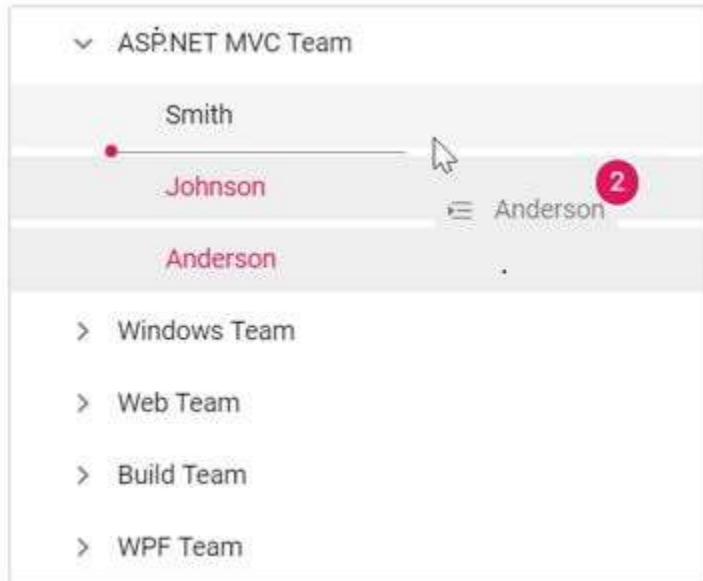 ASP.NET MVC Team
Smith
Johnson
2
Anderson
Anderson
Windows Team
Web Team
Build Team
WPF Team